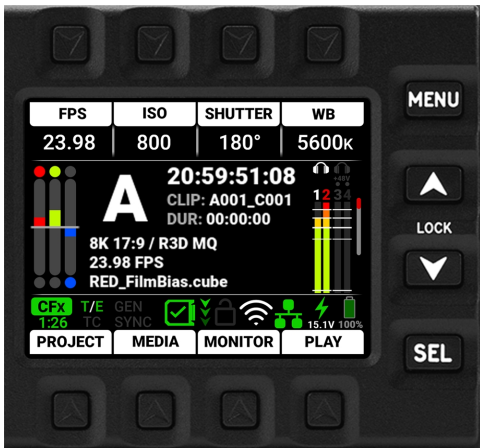 MENU
FPS ISO SHUTTER WB
23.98 800 180° 5600K
20:59:51:08
A
CLIP: A001_C001
DUR: 00:00:00
+48V
1 2 3 4
8K 17:9 / R3D MQ
23.98 FPS
RED_FilmBias.cube
LOCK
CFx T/E GEN
1:26 TC SYNC 15.1V 100%
PROJECT MEDIA MONITOR PLAY
SEL